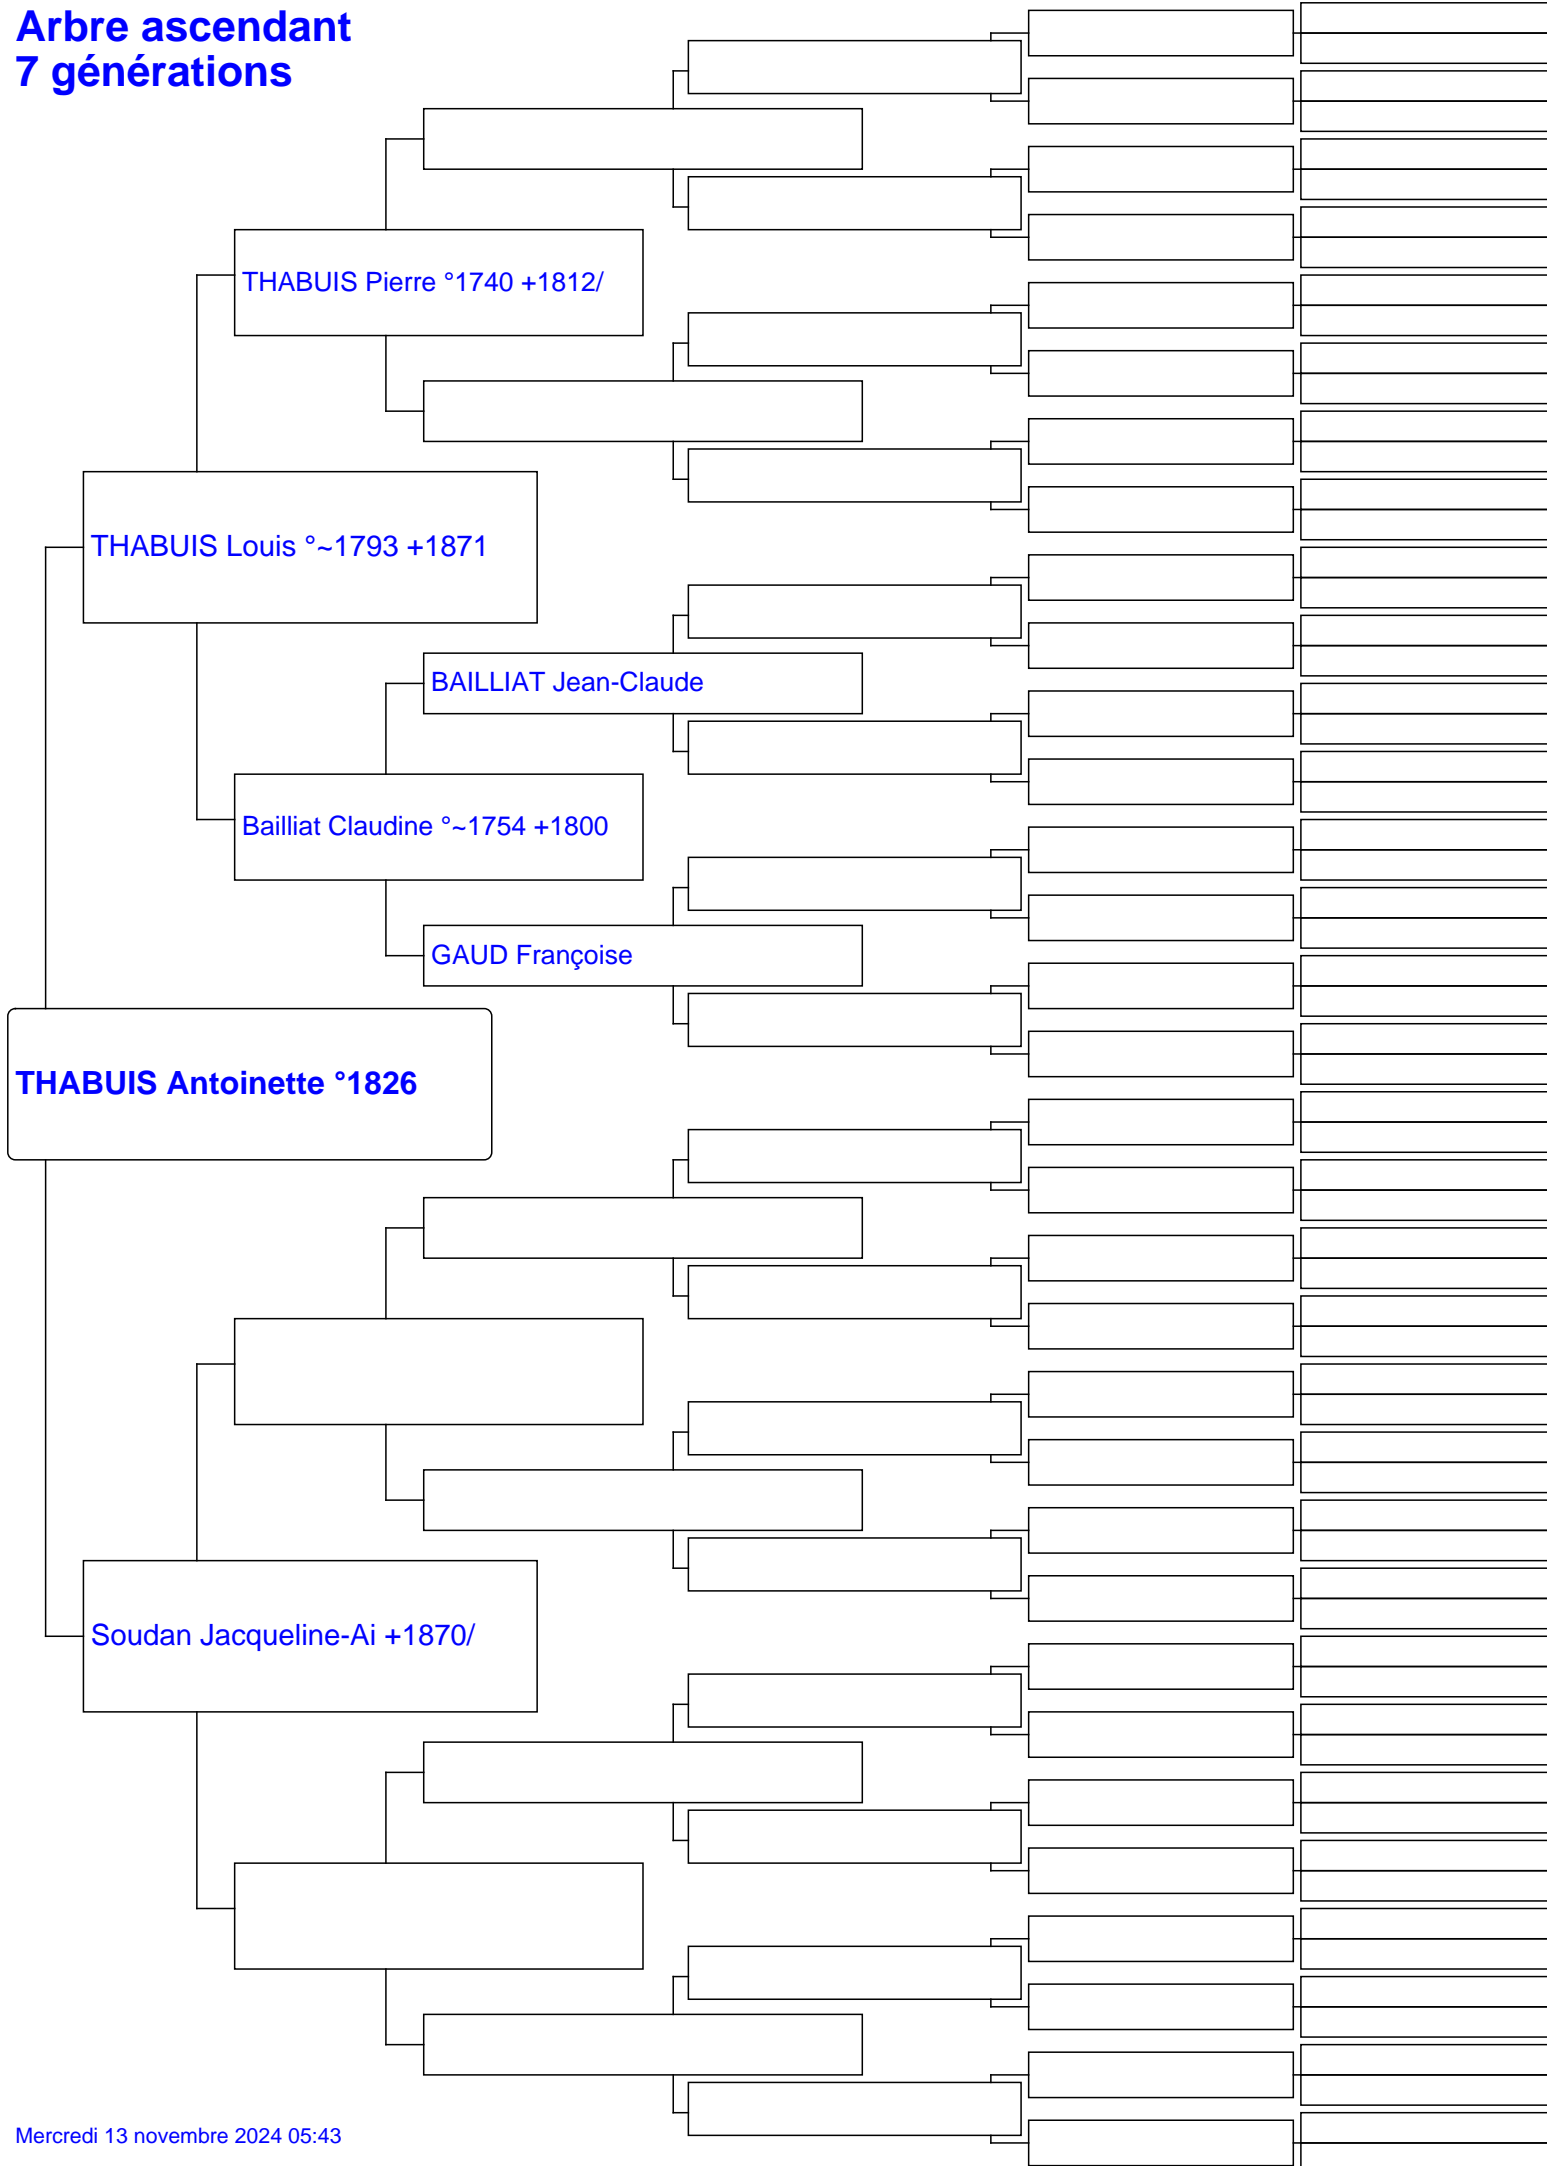 Arbre ascendant
7 générations
THABUIS Pierre °1740 +1812/
THABUIS Louis °~1793 +1871
BAILLIAT Jean-Claude
Bailliat Claudine °~1754 +1800
GAUD Françoise
THABUIS Antoinette °1826
Soudan Jacqueline-Ai +1870/
Mercredi 13 novembre 2024 05:43